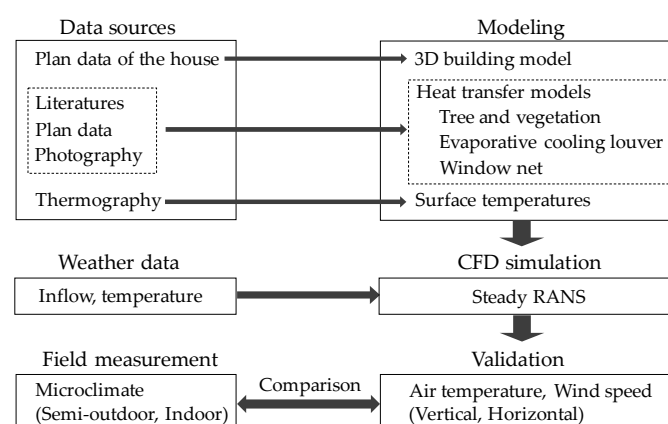 Data sources
Plan data of the house
Literatures
Plan data
Photography
Thermography
Modeling
3D building model
Heat transfer models
Tree and vegetation
Evaporative cooling louver
Window net
Surface temperatures
Weather data
Inflow, temperature
CFD simulation
Steady RANS
Field measurement
Microclimate
(Semi-outdoor, Indoor)
Comparison
Validation
Air temperature, Wind speed
(Vertical, Horizontal)